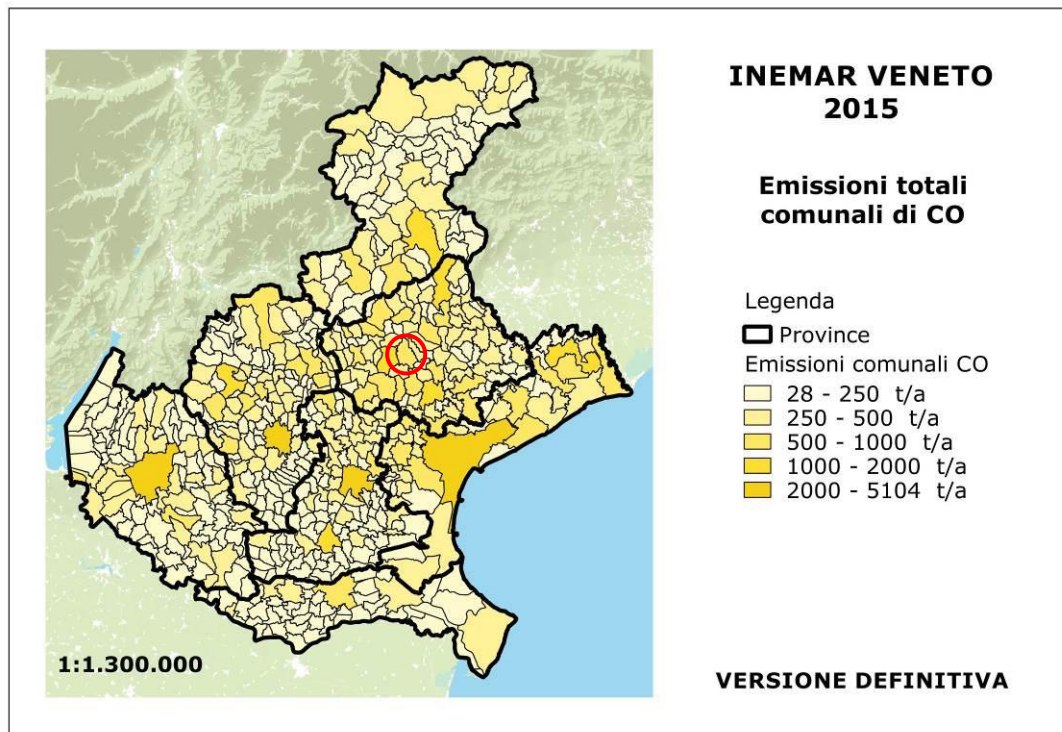 INEMAR VENETO
2015
Emissioni totali
comunali di CO
Legenda
Province
Emissioni comunali CO
28 - 250 t/a
250 - 500 t/a
500 - 1000 t/a
1000 - 2000 t/a
2000 - 5104 t/a
1:1.300.000
VERSIONE DEFINITIVA